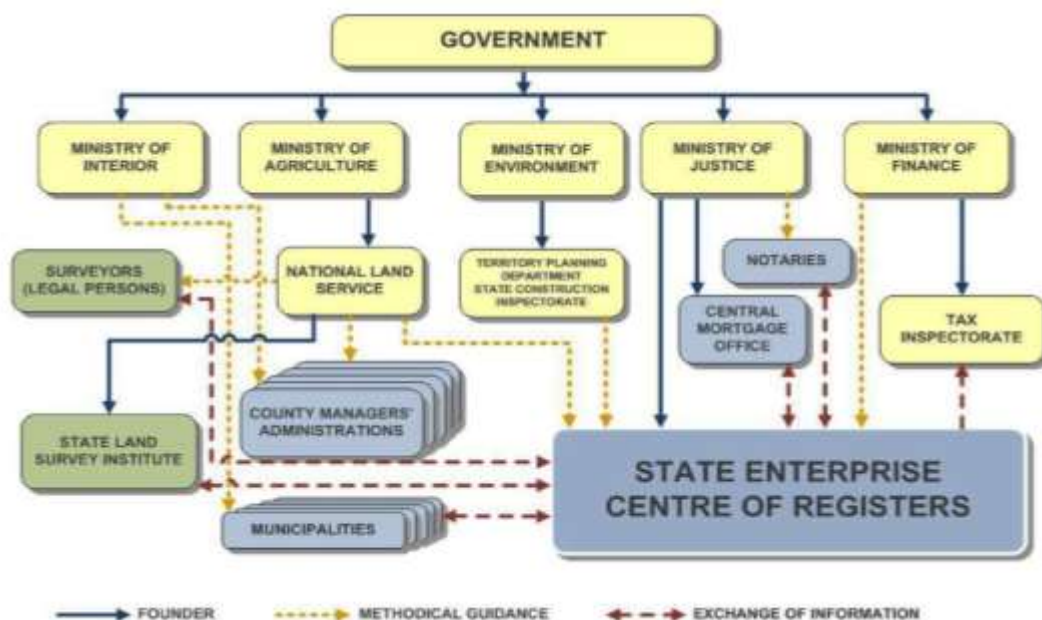 GOVERNMENT
MINISTRY OF
INTERIOR
MINISTRY OF
AGRICULTURE
MINISTRY OF
ENVIRONMENT
MINISTRY OF
JUSTICE
MINISTRY OF
FINANCE
SURVEYORS
(LEGAL PERSONS)
NATIONAL LAND
SERVICE
TERRITORY PLANNING
DEPARTMENT
STATE CONSTRUCTION
INSPECTORATE
NOTARIES
CENTRAL
MORTGAGE
OFFICE
TAX
INSPECTORATE
COUNTY MANAGERS'
ADMINISTRATIONS
STATE LAND
SURVEY INSTITUTE
MUNICIPALITIES
STATE ENTERPRISE
CENTRE OF REGISTERS
FOUNDER
METHODICAL GUIDANCE
EXCHANGE OF INFORMATION